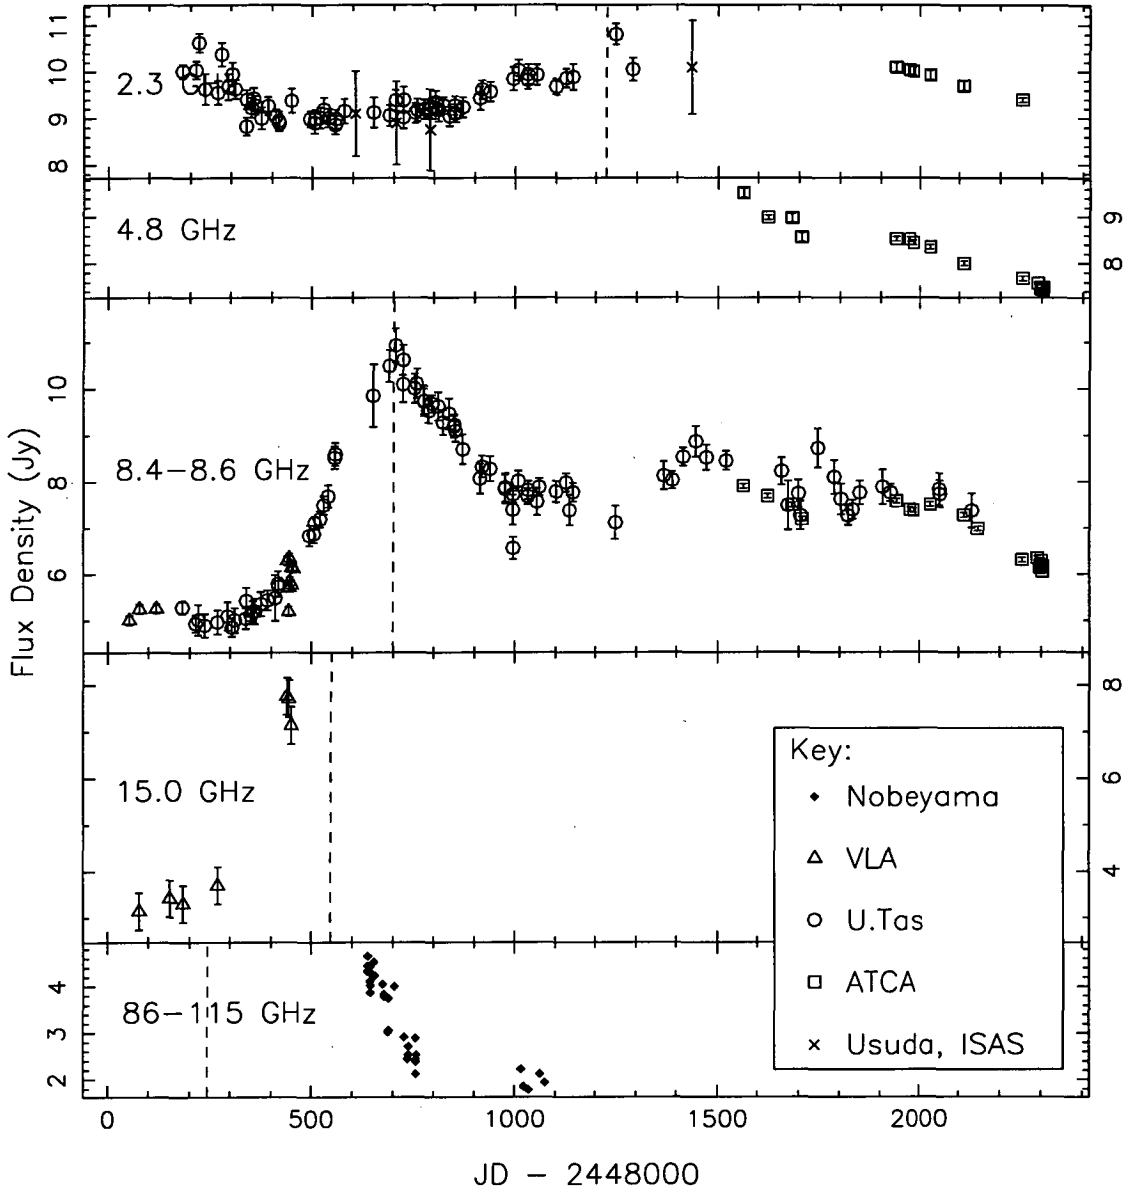 11
10
9
8
2.3 G
4.8 GHz
9
8
Flux Density (Jy)
10
8
6
8.4–8.6 GHz
15.0 GHz
8
6
4
Key:
Nobeyama
VLA
U.Tas
ATCA
Usuda, ISAS
4
3
2
86–115 GHz
0 500 1000 1500 2000
JD – 2448000